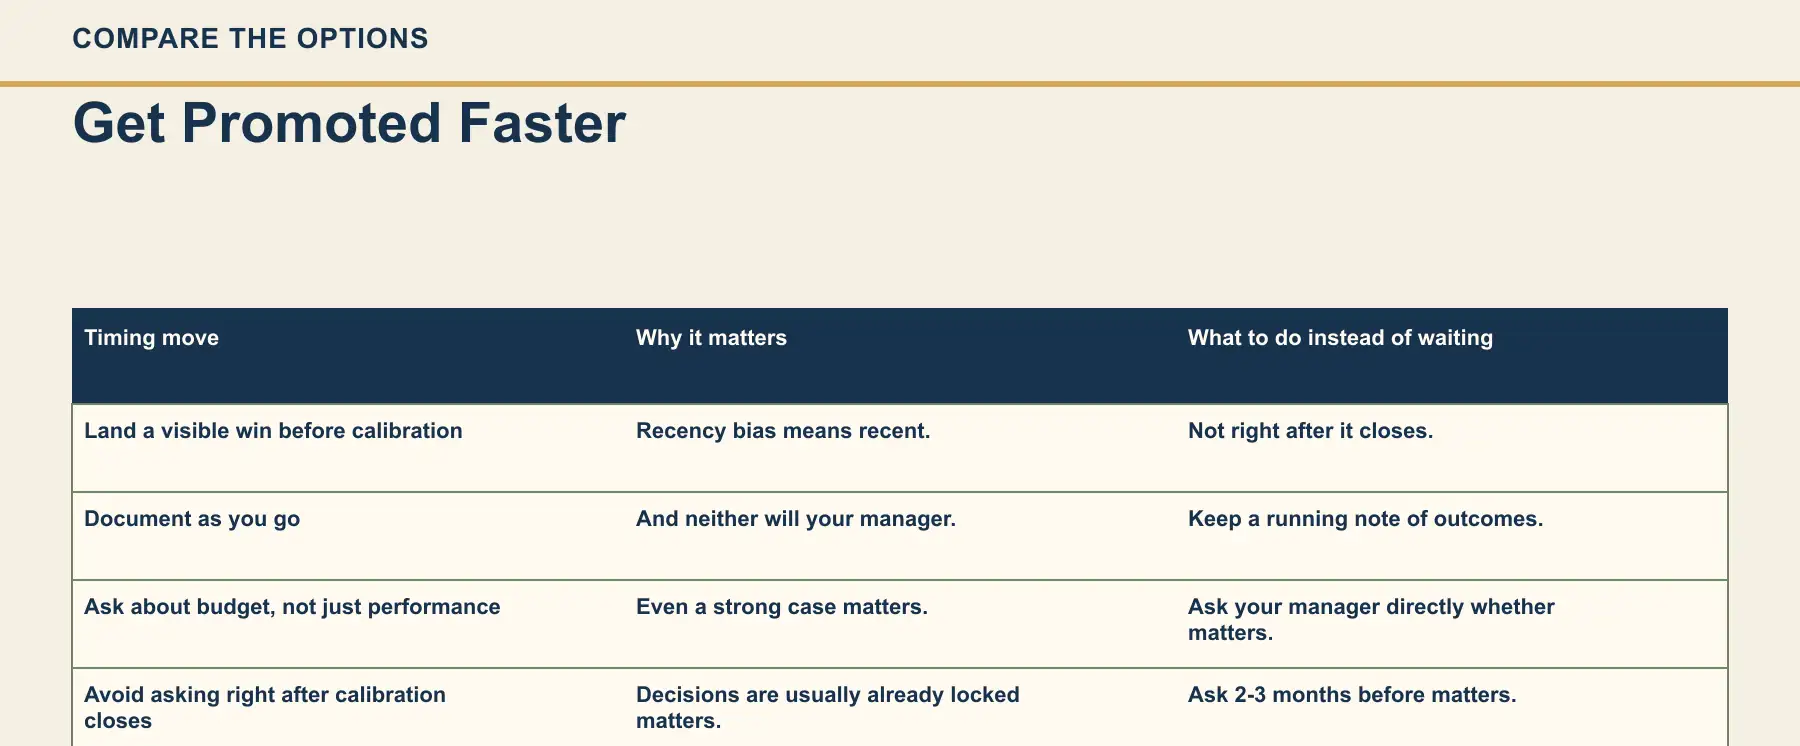 COMPARE THE OPTIONS
Get Promoted Faster
Timing move
Why it matters
What to do instead of waiting
Land a visible win before calibration
Recency bias means recent.
Not right after it closes.
Document as you go
And neither will your manager.
Keep a running note of outcomes.
Ask about budget, not just performance
Even a strong case matters.
Ask your manager directly whether
matters.
Avoid asking right after calibration
closes
Decisions are usually already locked
matters.
Ask 2-3 months before matters.